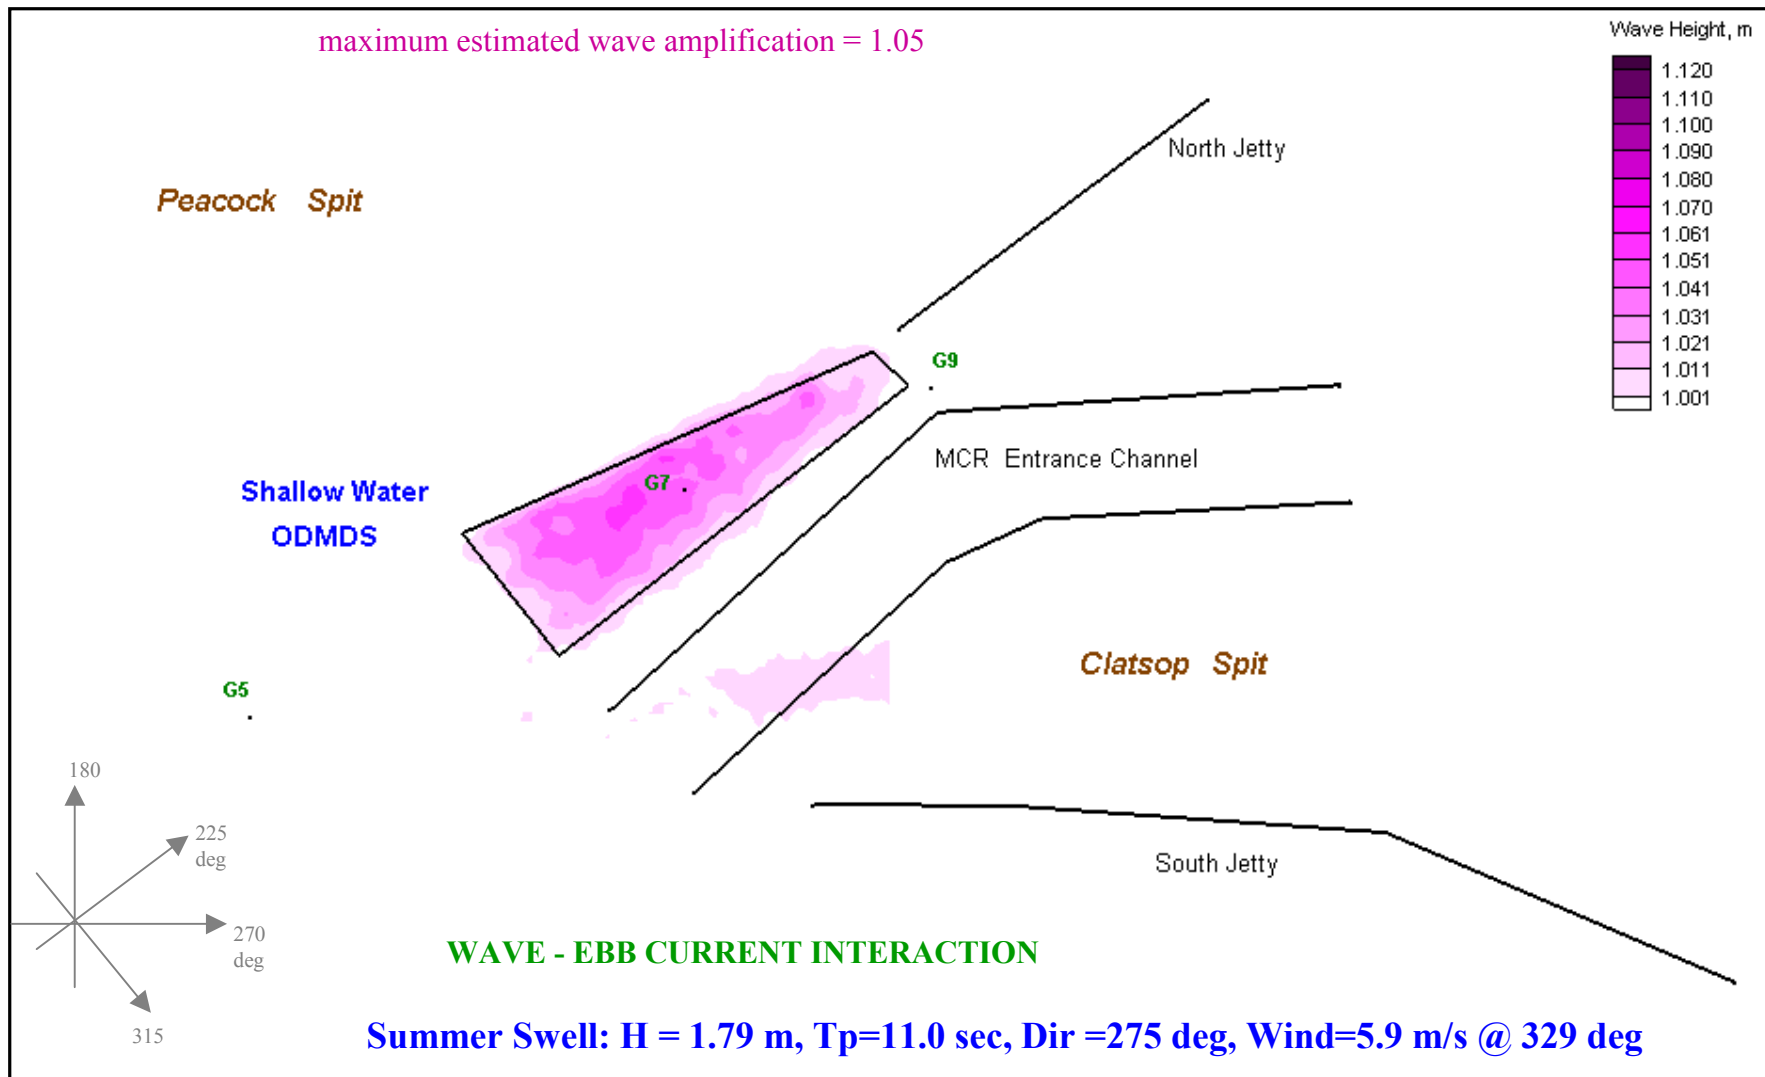 maximum estimated wave amplification = 1.05
Wave Height, m
1.120
1.110
1.100
1.090
1.080
1.070
1.061
1.051
1.041
1.031
1.021
1.011
1.001
North Jetty
Peacock Spit
G9
MCR Entrance Channel
G7
Shallow Water
ODMDS
Clatsop Spit
G5
180
225
deg
270
deg
315
South Jetty
WAVE - EBB CURRENT INTERACTION
Summer Swell: H = 1.79 m, Tp=11.0 sec, Dir =275 deg, Wind=5.9 m/s @ 329 deg